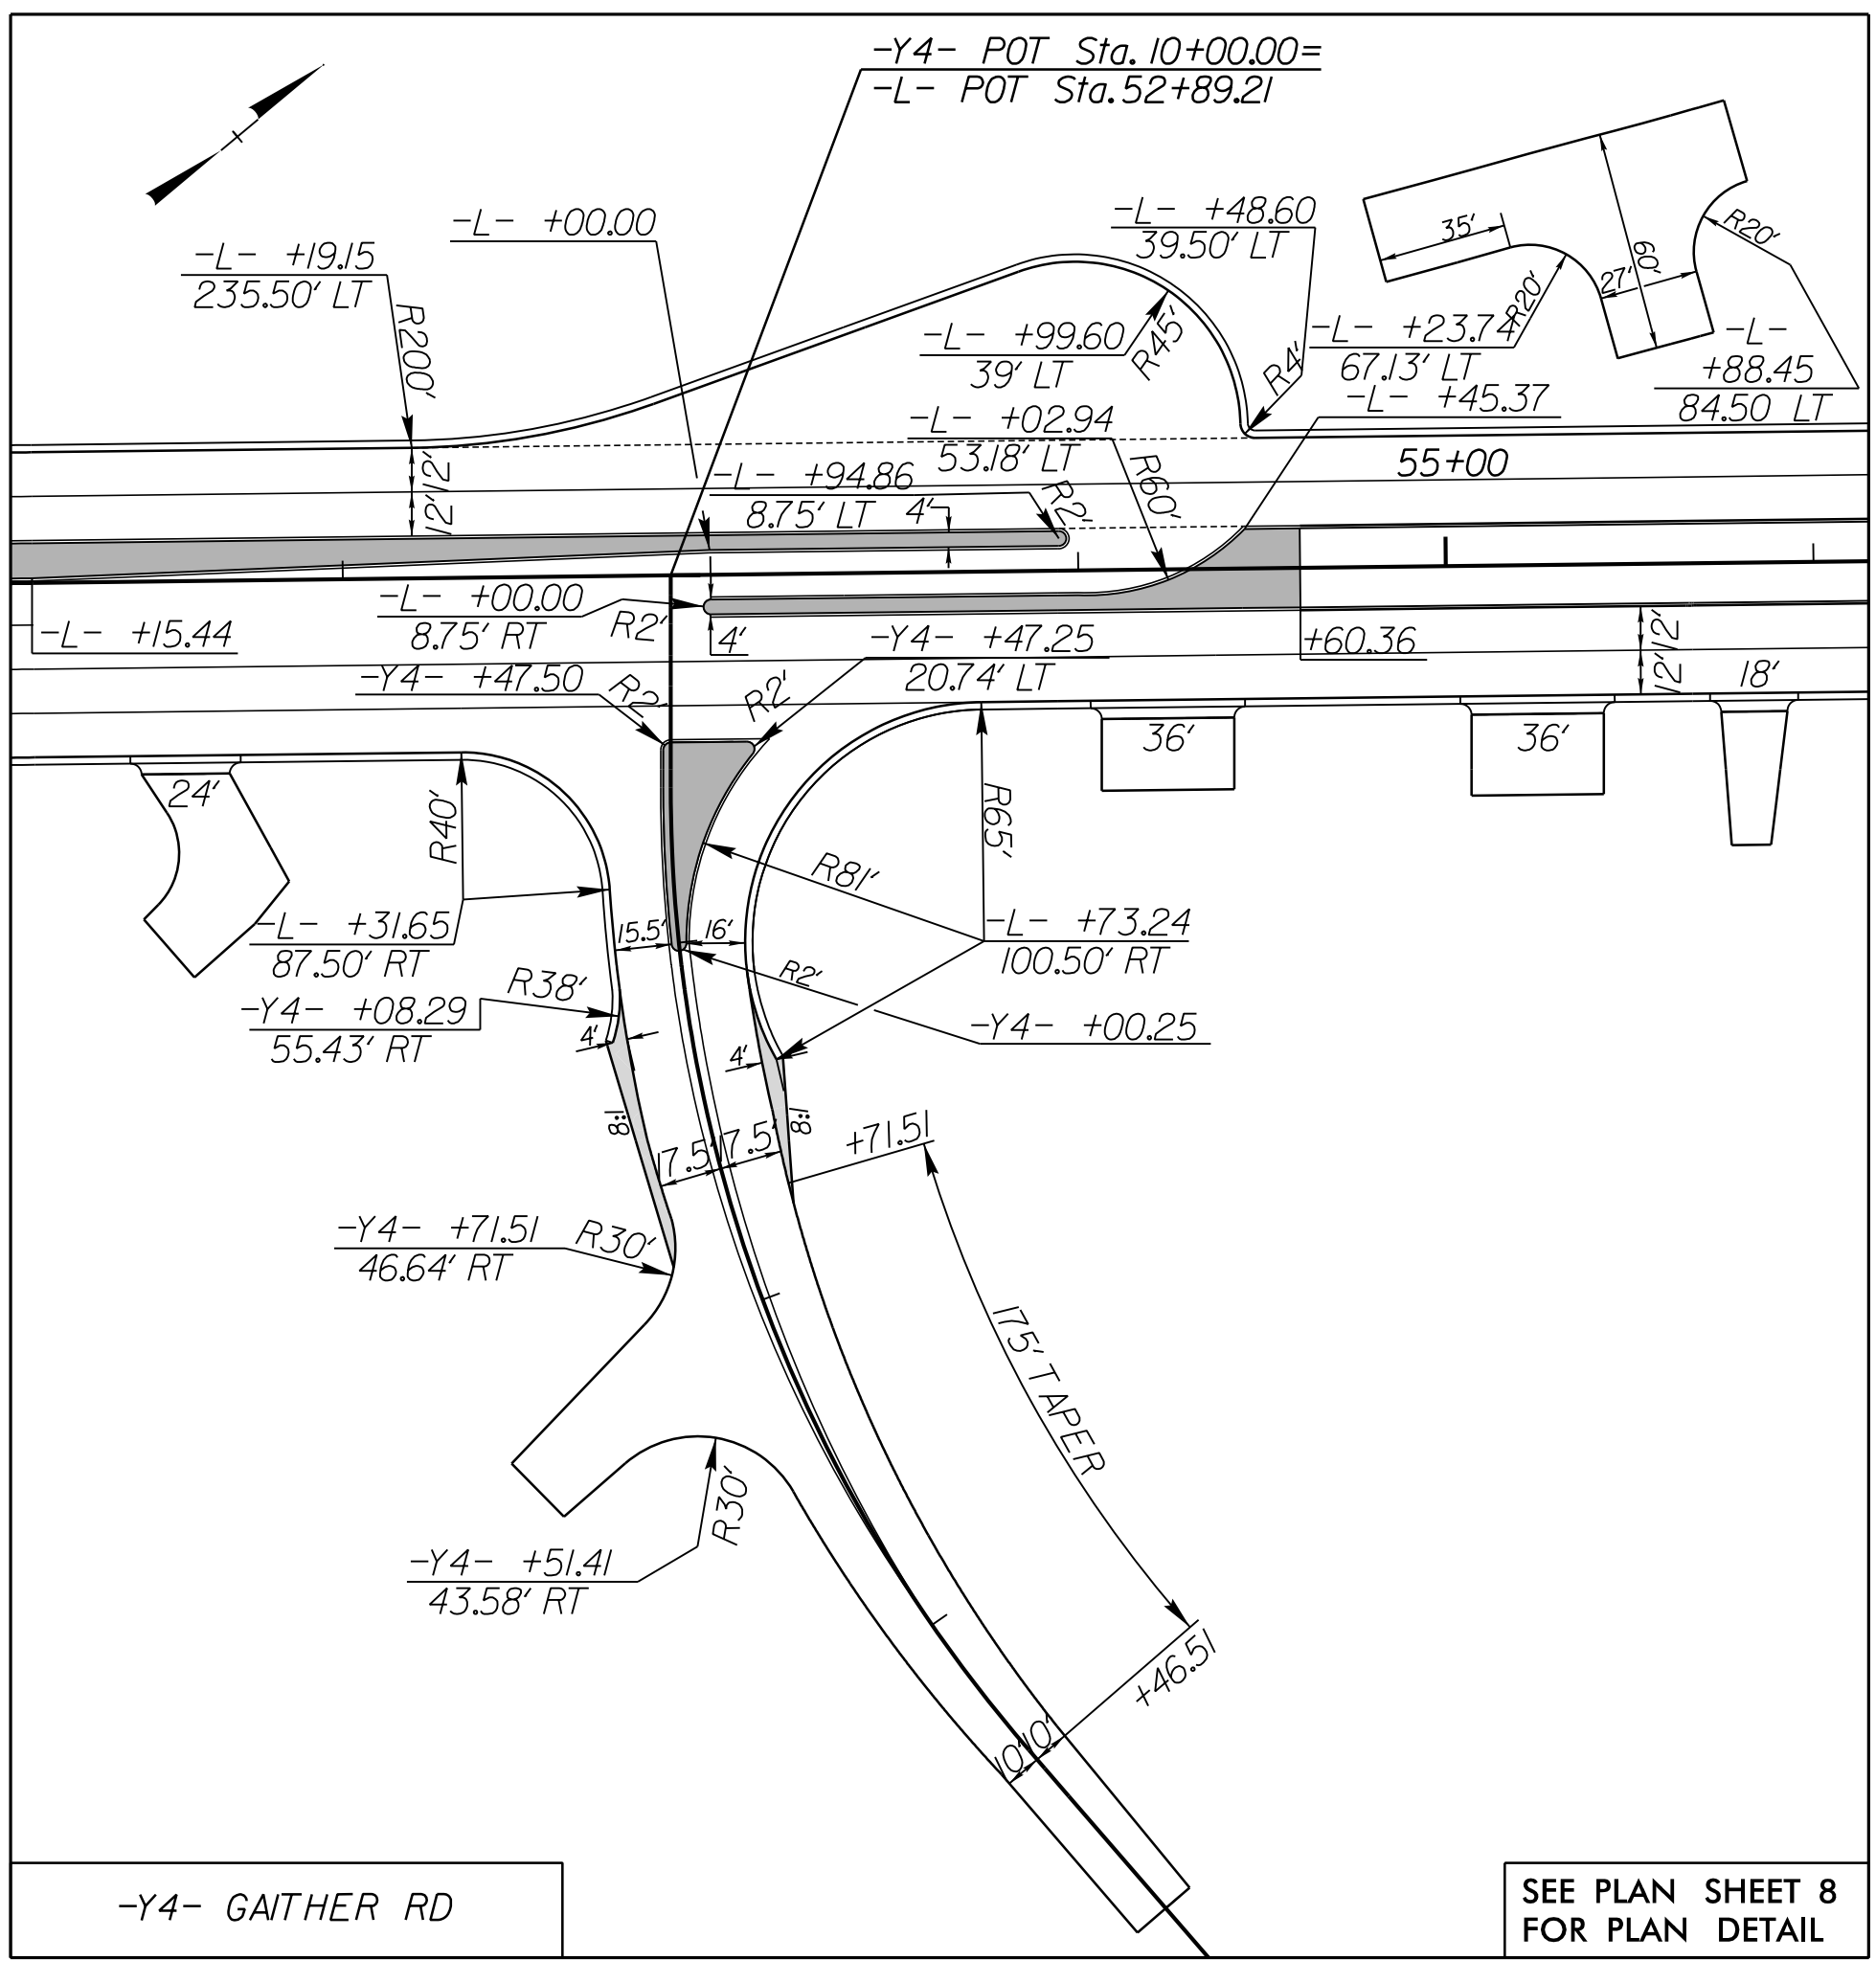 -Y4- POT Sta. 10+00.00=
-L- POT Sta. 52+89.21
-L- +00.00
-L- +19.15
235.50' LT
R200'
-L- +48.60
39.50' LT
R4'
-L- +99.60
39' LT
R45'
35'
60'
27'
R20'
R20'
-L- +23.74
67.13' LT
-L-
+88.45
84.50 LT
-L- +45.37
-L- +02.94
53.18' LT
R60'
55+00
12'
12'
-L- +94.86
8.75' LT
4'
R2'
-L- +00.00
8.75' RT
R2'
4'
-L- +15.44
-Y4- +47.25
20.74' LT
R2'
+60.36
12'
12'
18'
-Y4- +47.50
R2'
24'
36'
36'
R40'
R65'
R81'
-L- +31.65
87.50' RT
15.5'
16'
-L- +73.24
100.50' RT
R2'
R38'
-Y4- +08.29
55.43' RT
-Y4- +00.25
4'
4'
8:1
8:1
17.5'
17.5'
+71.51
-Y4- +71.51
46.64' RT
R30'
175' TAPER
R30'
-Y4- +51.41
43.58' RT
+46.51
10'
10'
-Y4- GAITHER RD
SEE PLAN SHEET 8
FOR PLAN DETAIL